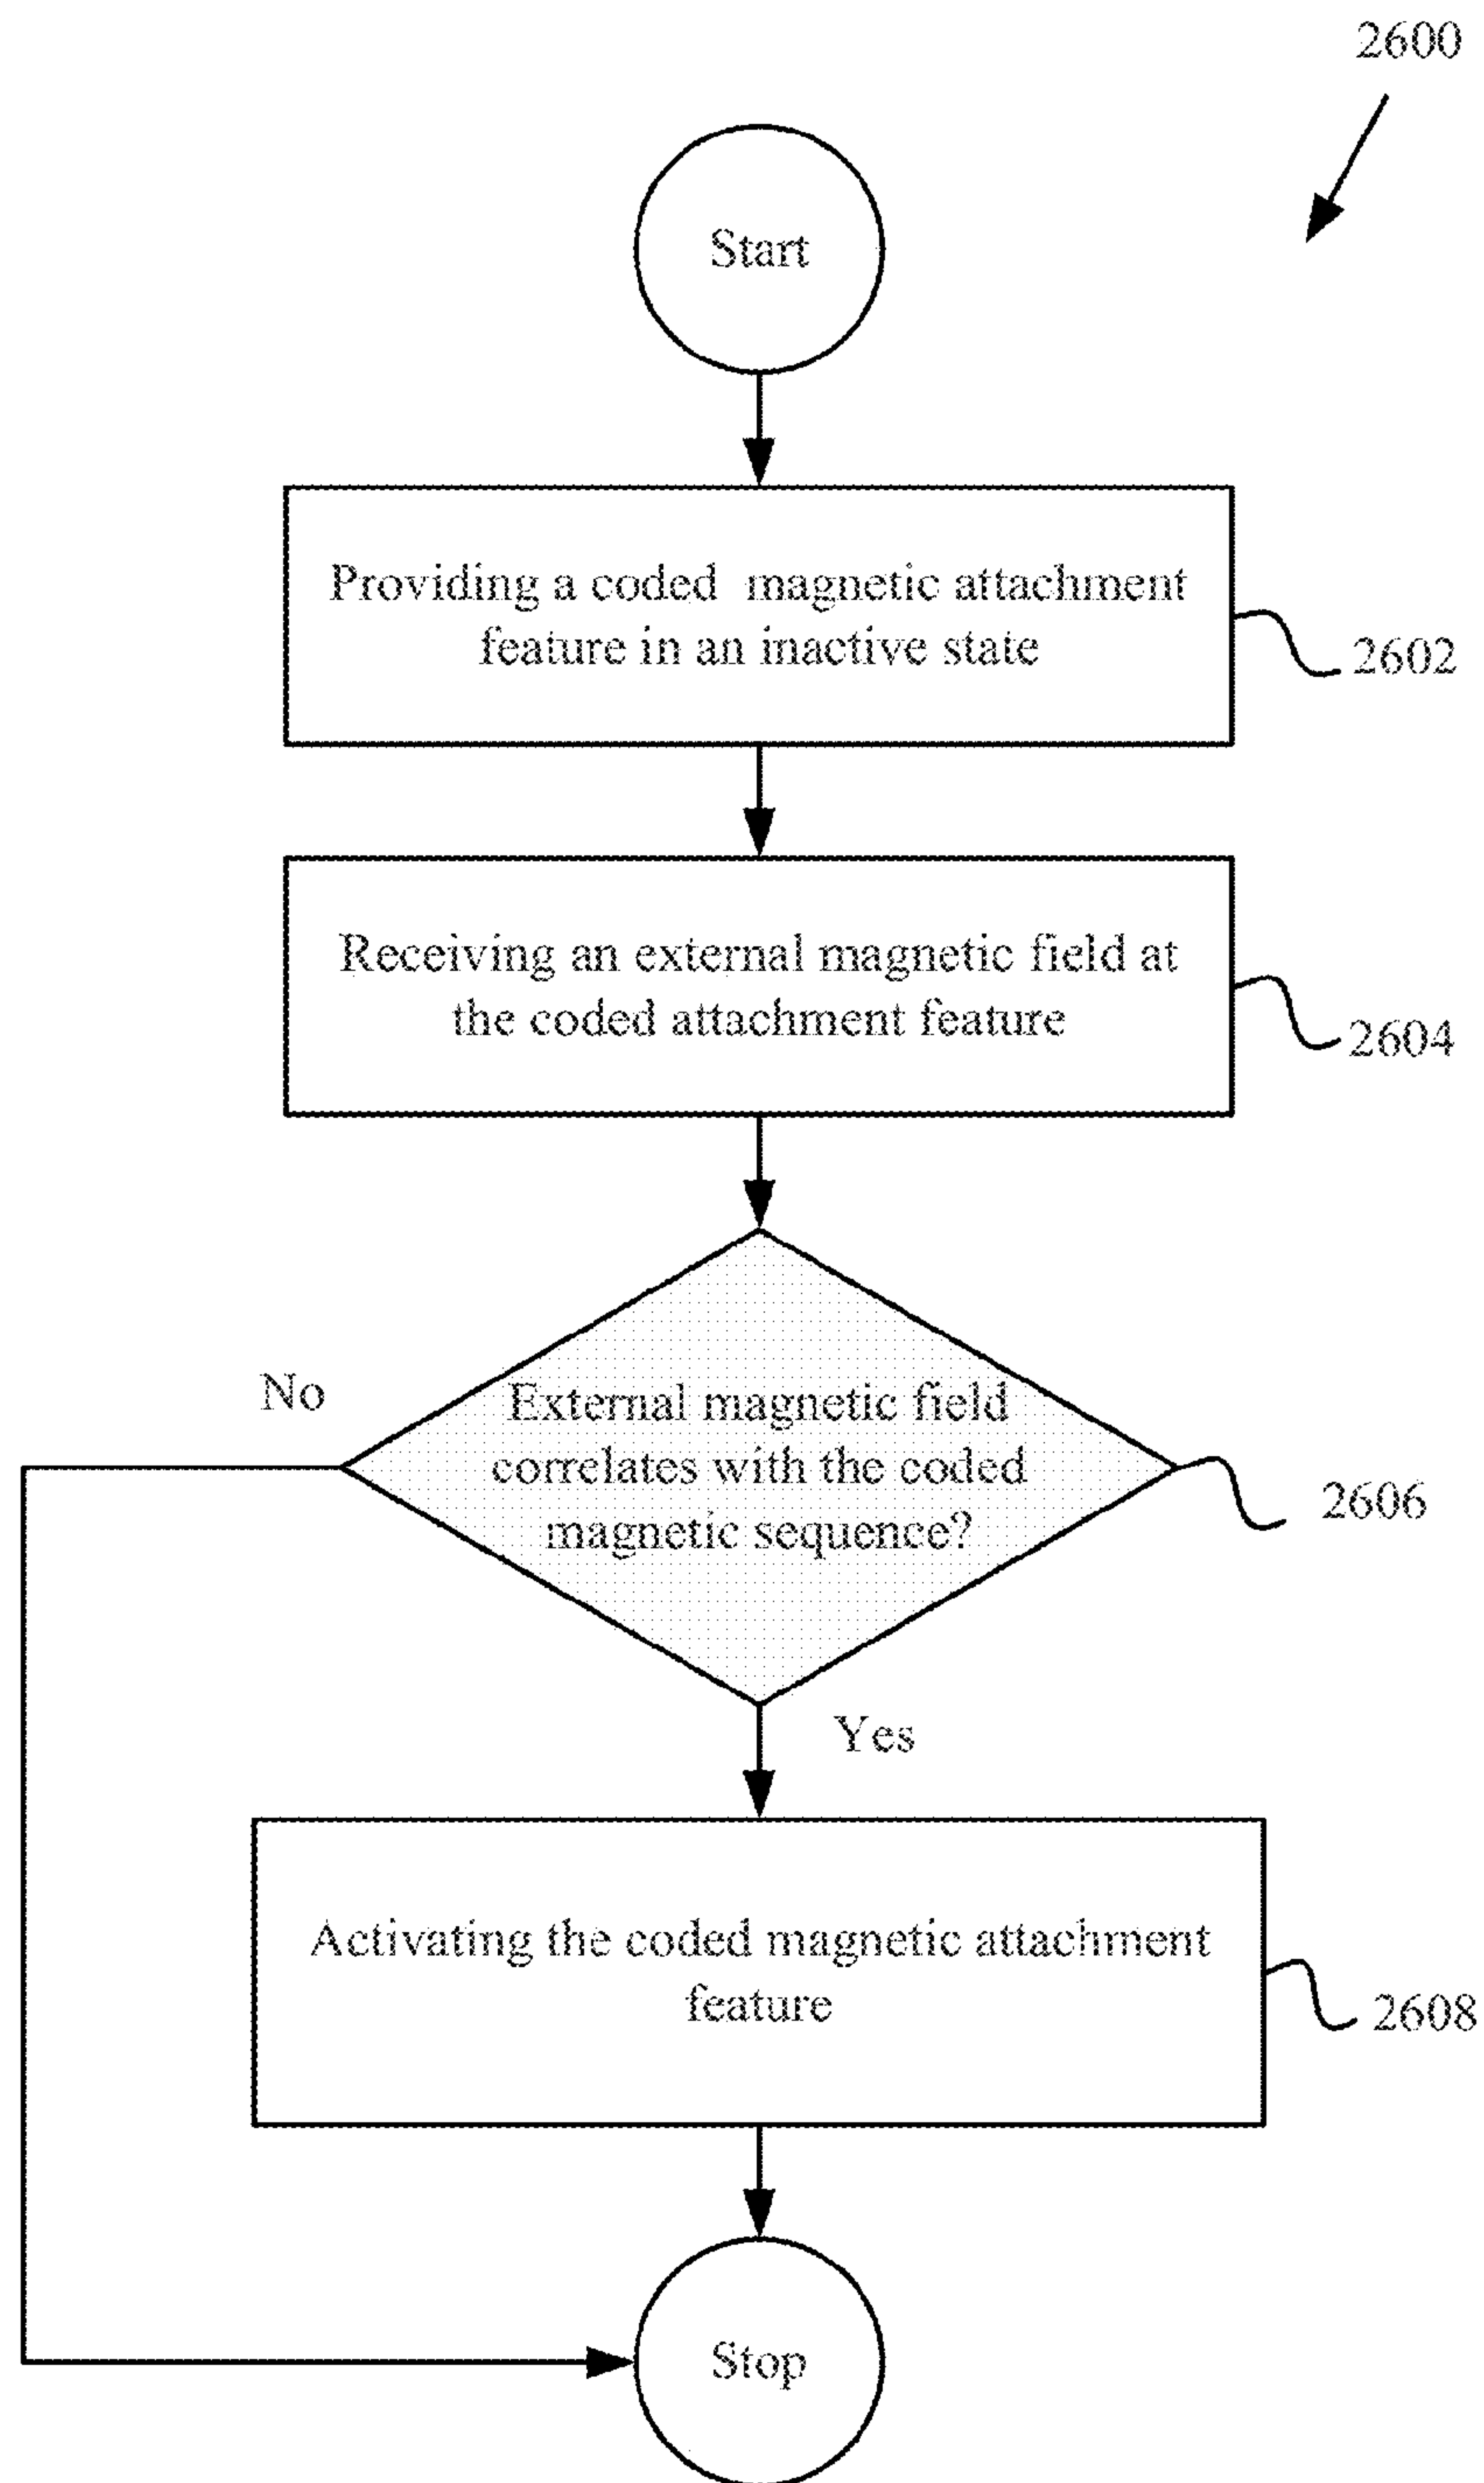 2600
Start
Providing a coded magnetic attachment
feature in an inactive state
2602
Receiving an external magnetic field at
the coded attachment feature
2604
No
External magnetic field
correlates with the coded
magnetic sequence?
2606
Yes
Activating the coded magnetic attachment
feature
2608
Stop